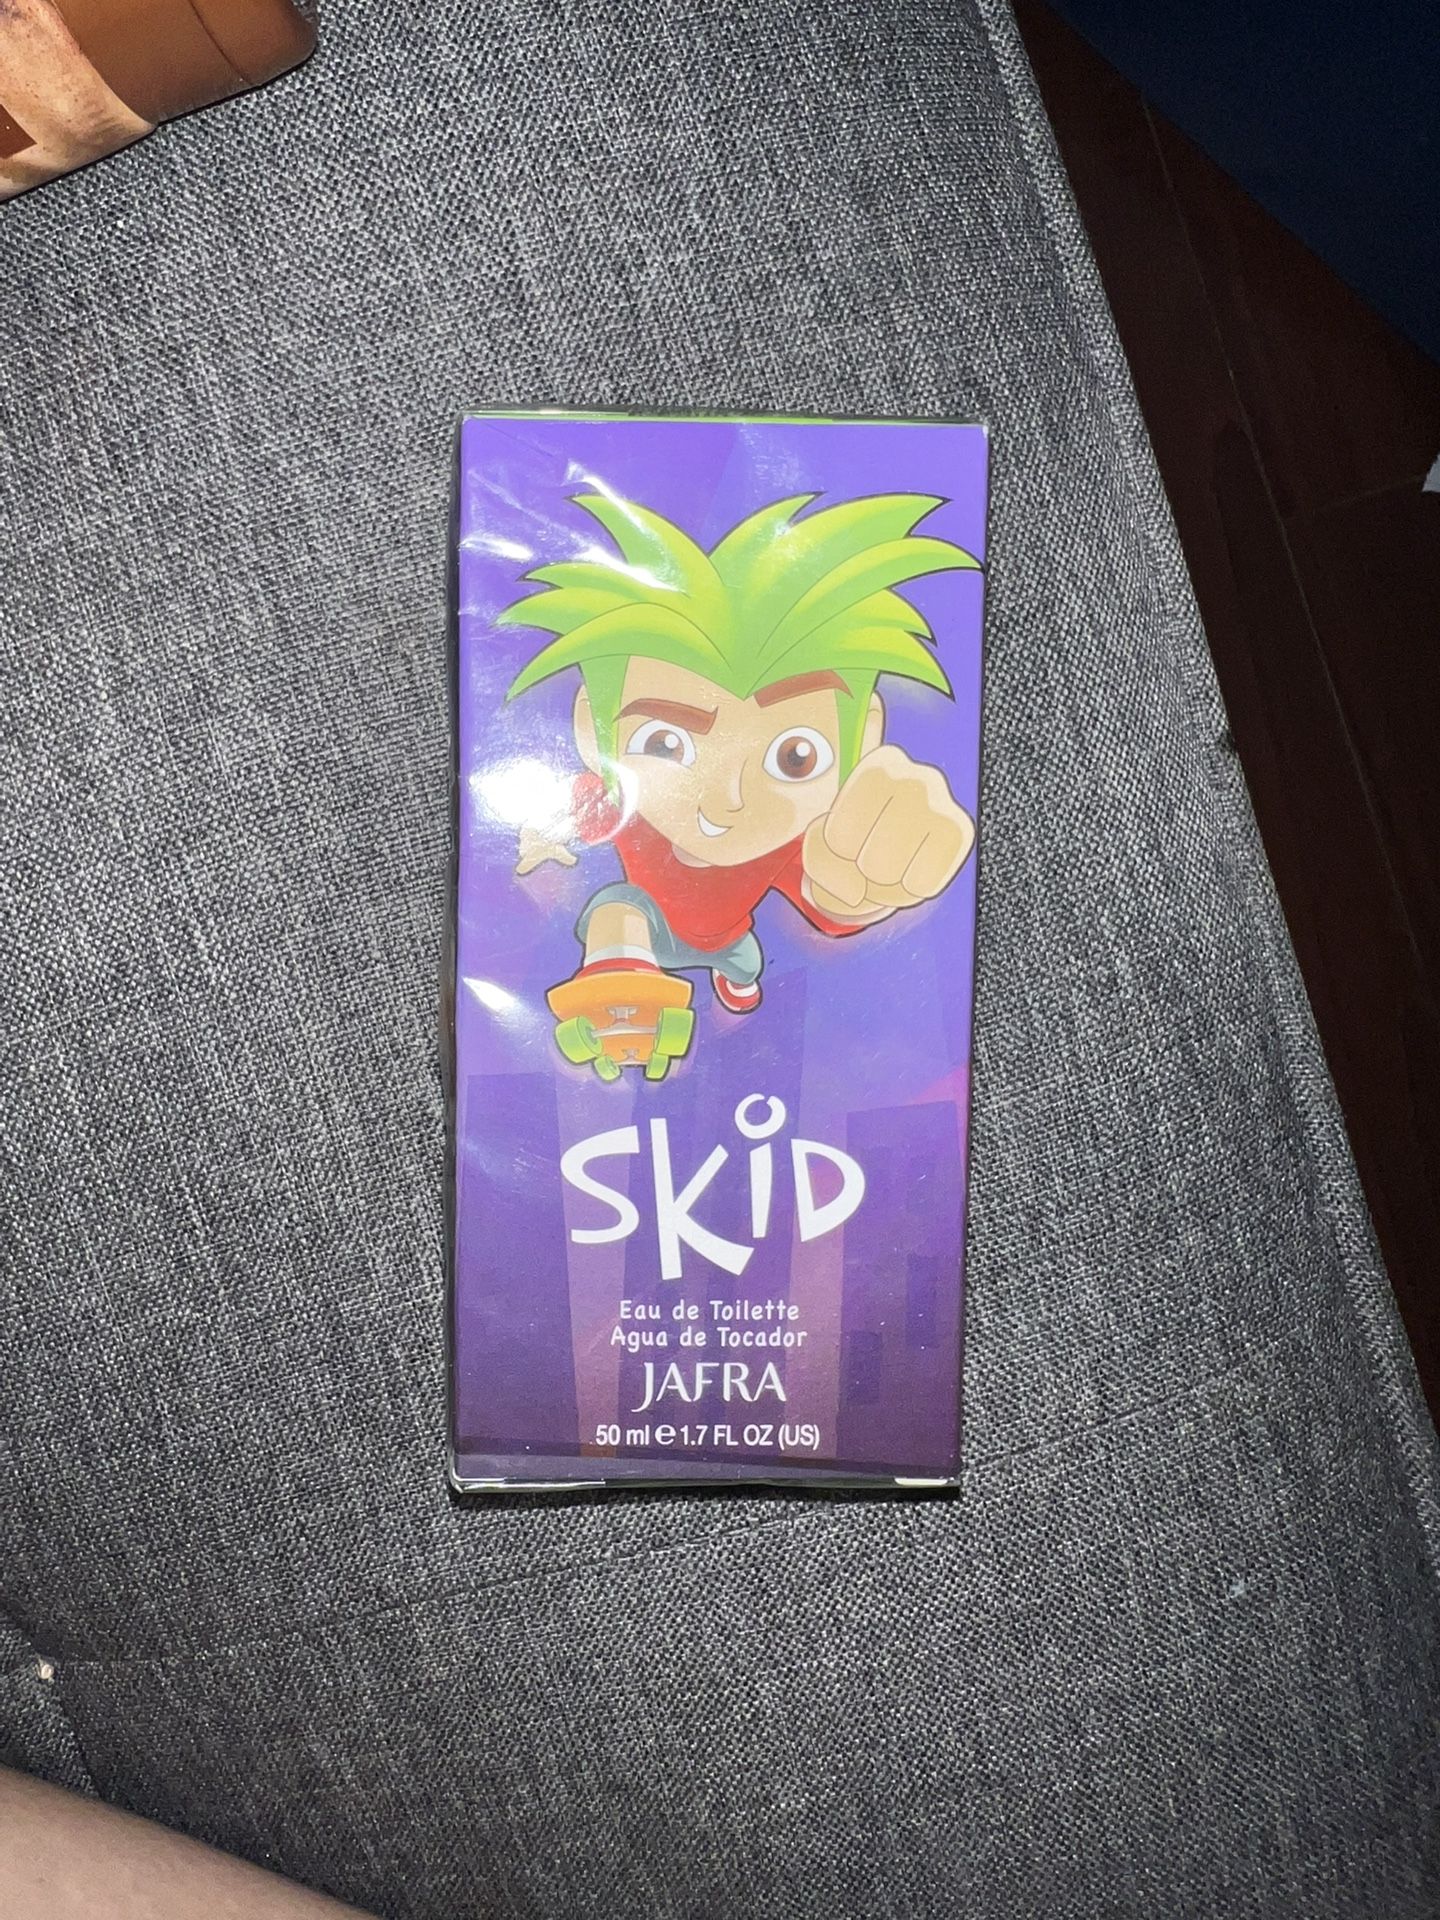 SKiD
Eau de Toilette
Agua de Tocador
JAFRA
50 ml ℮ 1.7 FL OZ (US)